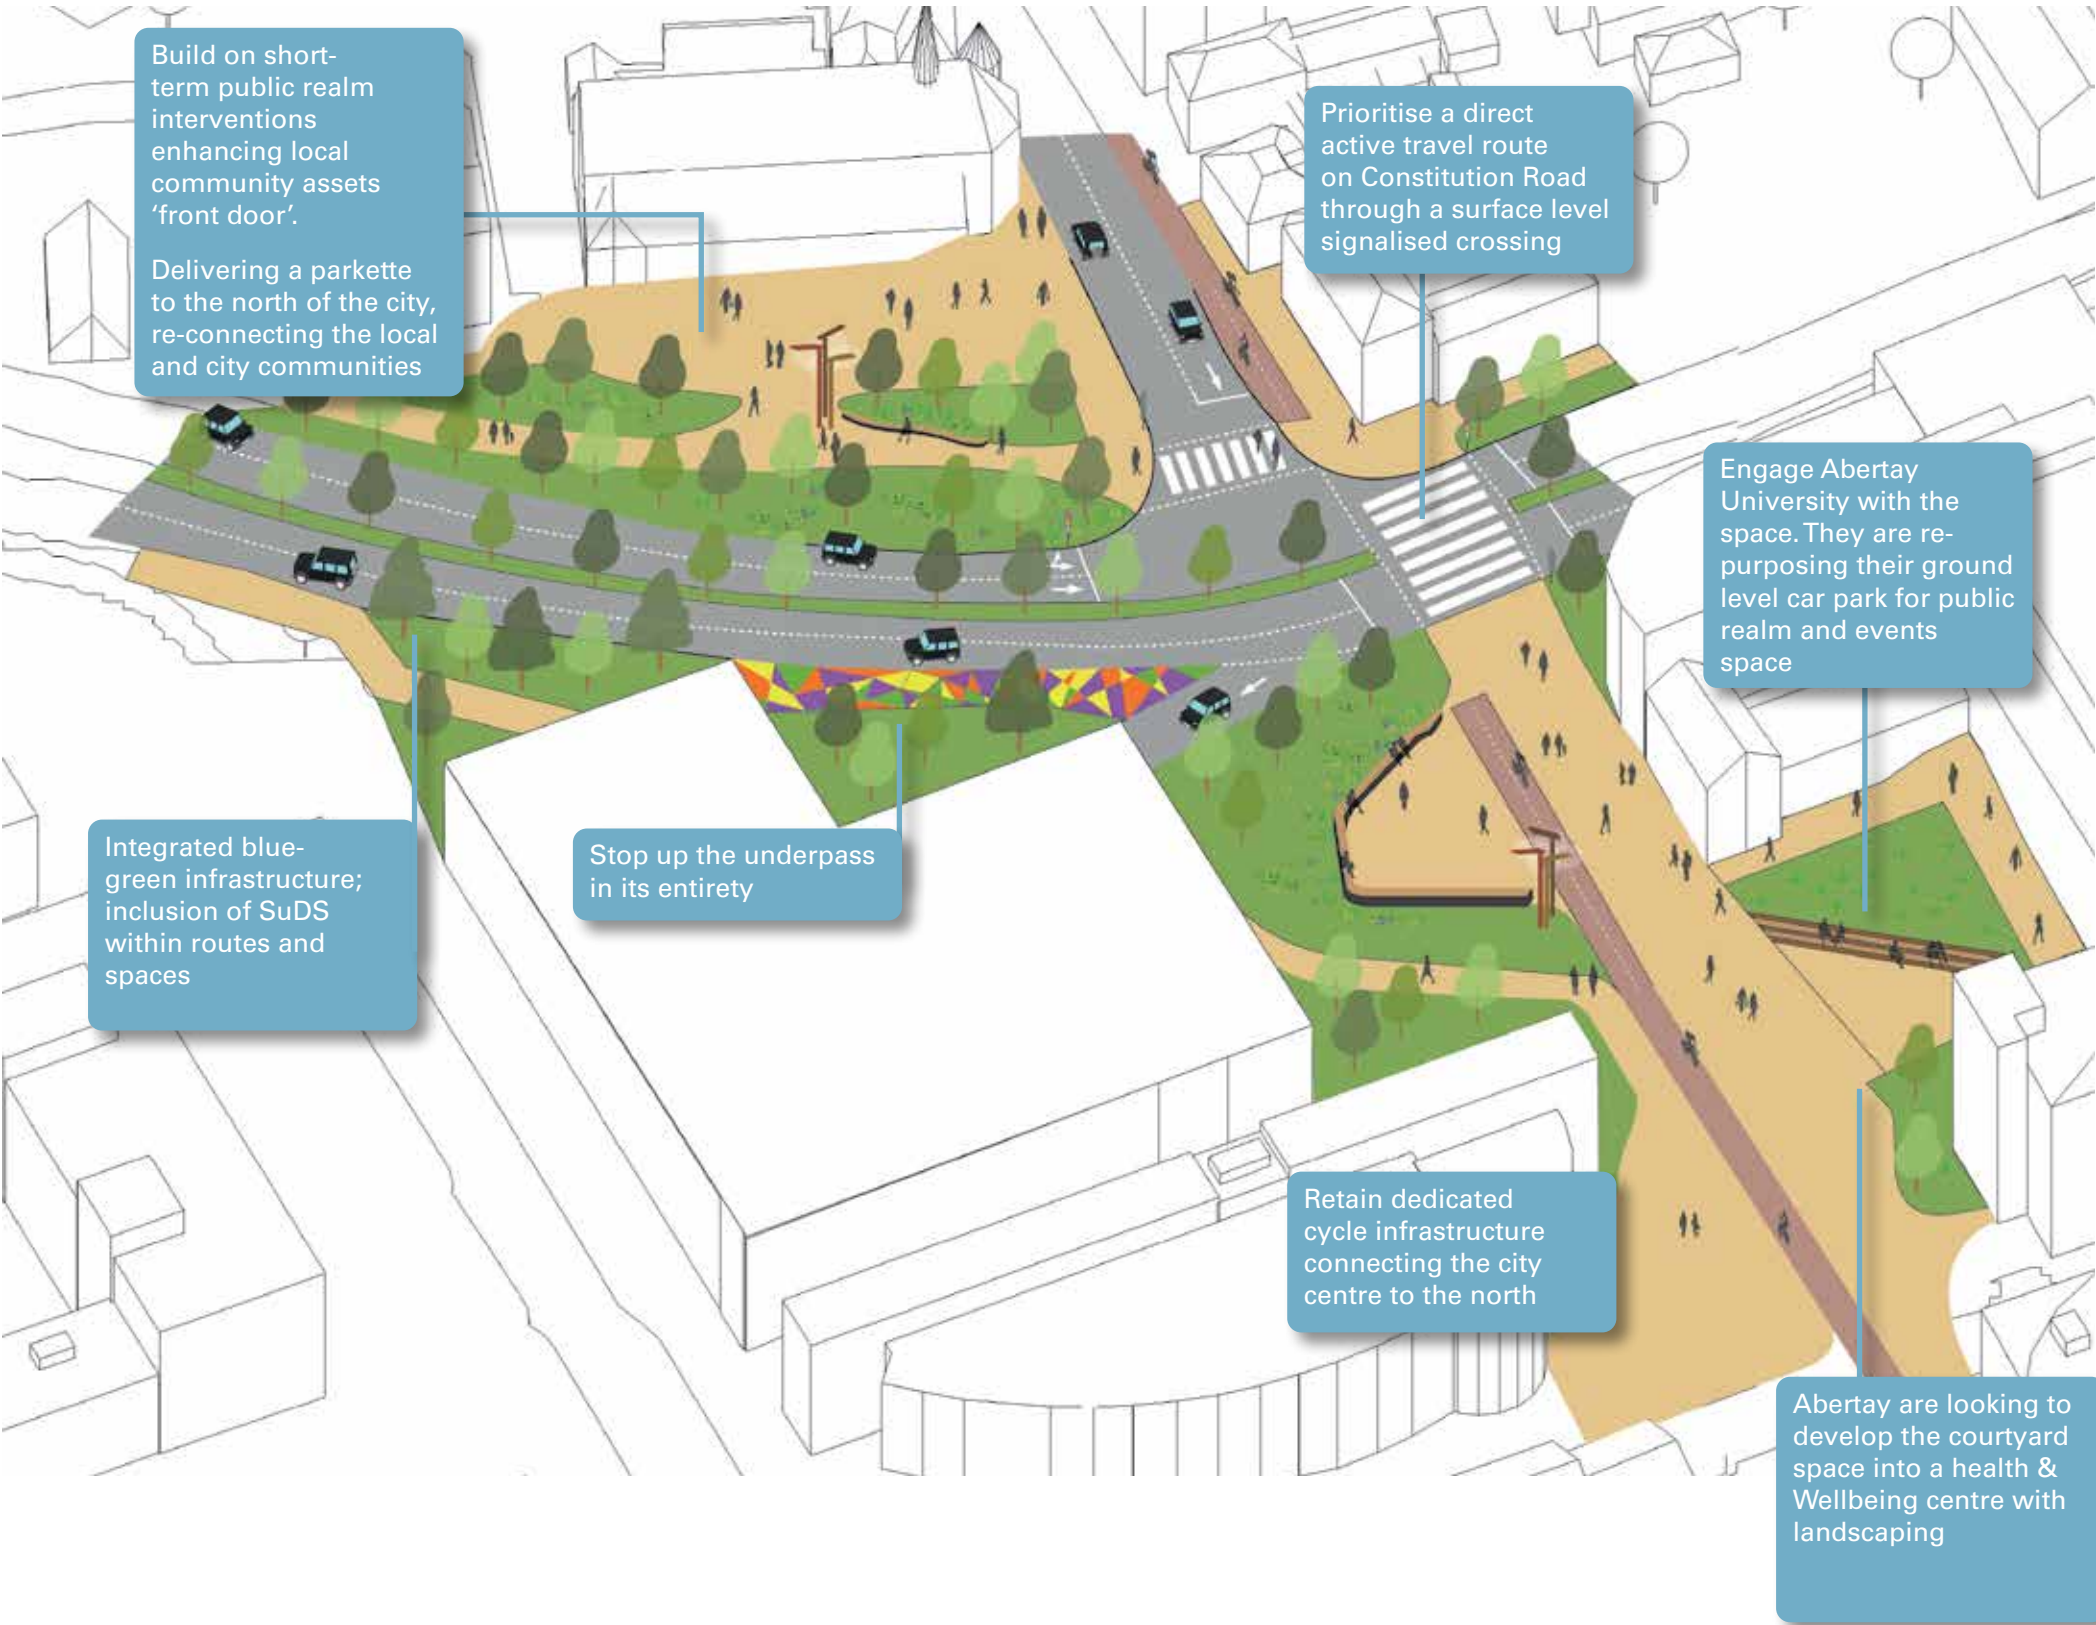 Build on short-
term public realm
interventions
enhancing local
community assets
‘front door’.
Delivering a parkette
to the north of the city,
re-connecting the local
and city communities
Prioritise a direct
active travel route
on Constitution Road
through a surface level
signalised crossing
Engage Abertay
University with the
space. They are re-
purposing their ground
level car park for public
realm and events
space
Integrated blue-
green infrastructure;
inclusion of SuDS
within routes and
spaces
Stop up the underpass
in its entirety
Retain dedicated
cycle infrastructure
connecting the city
centre to the north
Abertay are looking to
develop the courtyard
space into a health &
Wellbeing centre with
landscaping